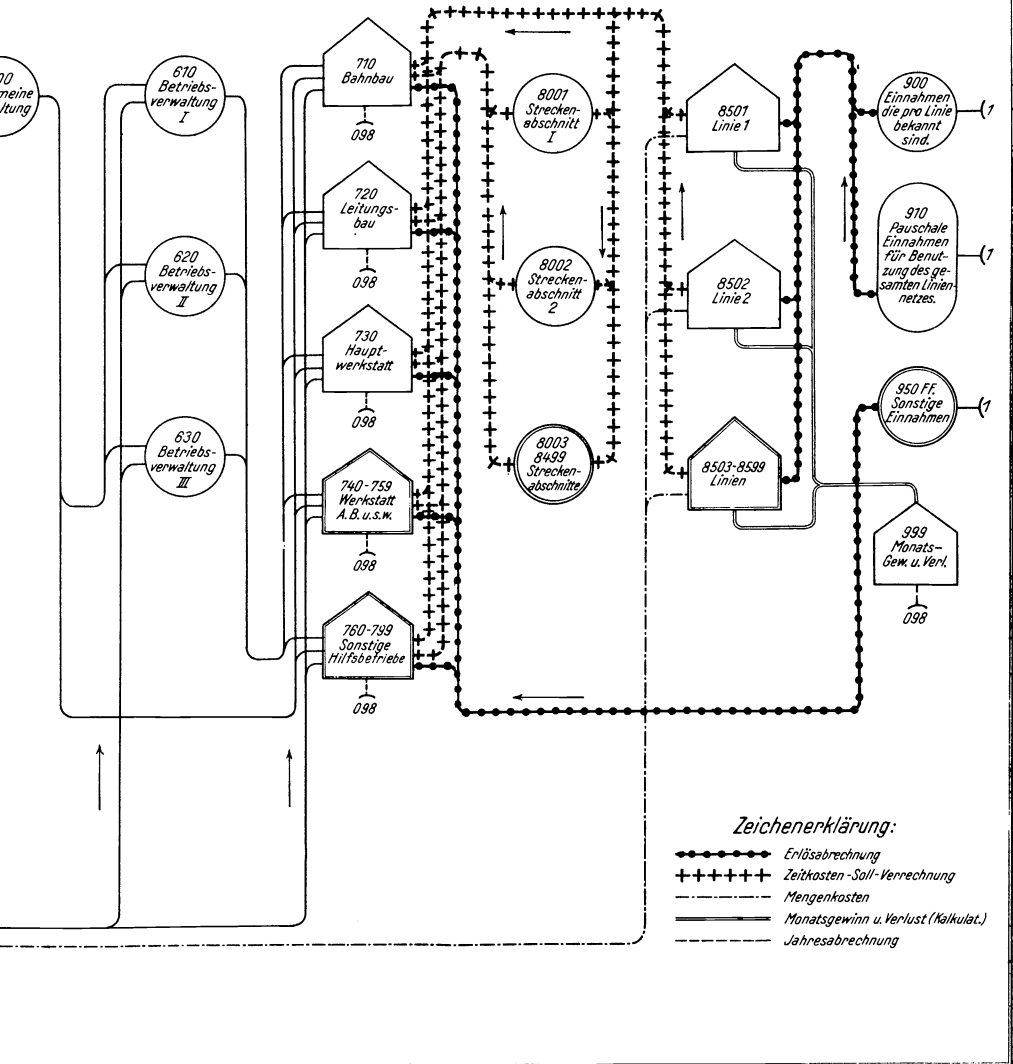 610
Betriebs-
verwaltung
I
620
Betriebs-
verwaltung
II
630
Betriebs-
verwaltung
III
710
Bahnbau
098
720
Leitungs-
bau
098
730
Haupt-
werkstatt
098
740-759
Werkstatt
A.B.u.s.w.
098
760-799
Sonstige
Hilfsbetriebe
098
8001
Strecken-
abschnitt
I
8002
Strecken-
abschnitt
2
8003
8499
Strecken-
abschnitte
8501
Linie 1
8502
Linie 2
8503-8599
Linien
900
Einnahmen
die pro Linie
bekannt
sind.
(1
910
Pauschale
Einnahmen
für Benut-
zung des ge-
samten Linien-
netzes.
(1
950 FF.
Sonstige
Einnahmen
(1
999
Monats-
Gew. u. Verl.
098
Zeichenerklärung:
Erlösabrechnung
Zeitkosten-Soll-Verrechnung
Mengenkosten
Monatsgewinn u. Verlust (Kalkulat.)
Jahresabrechnung